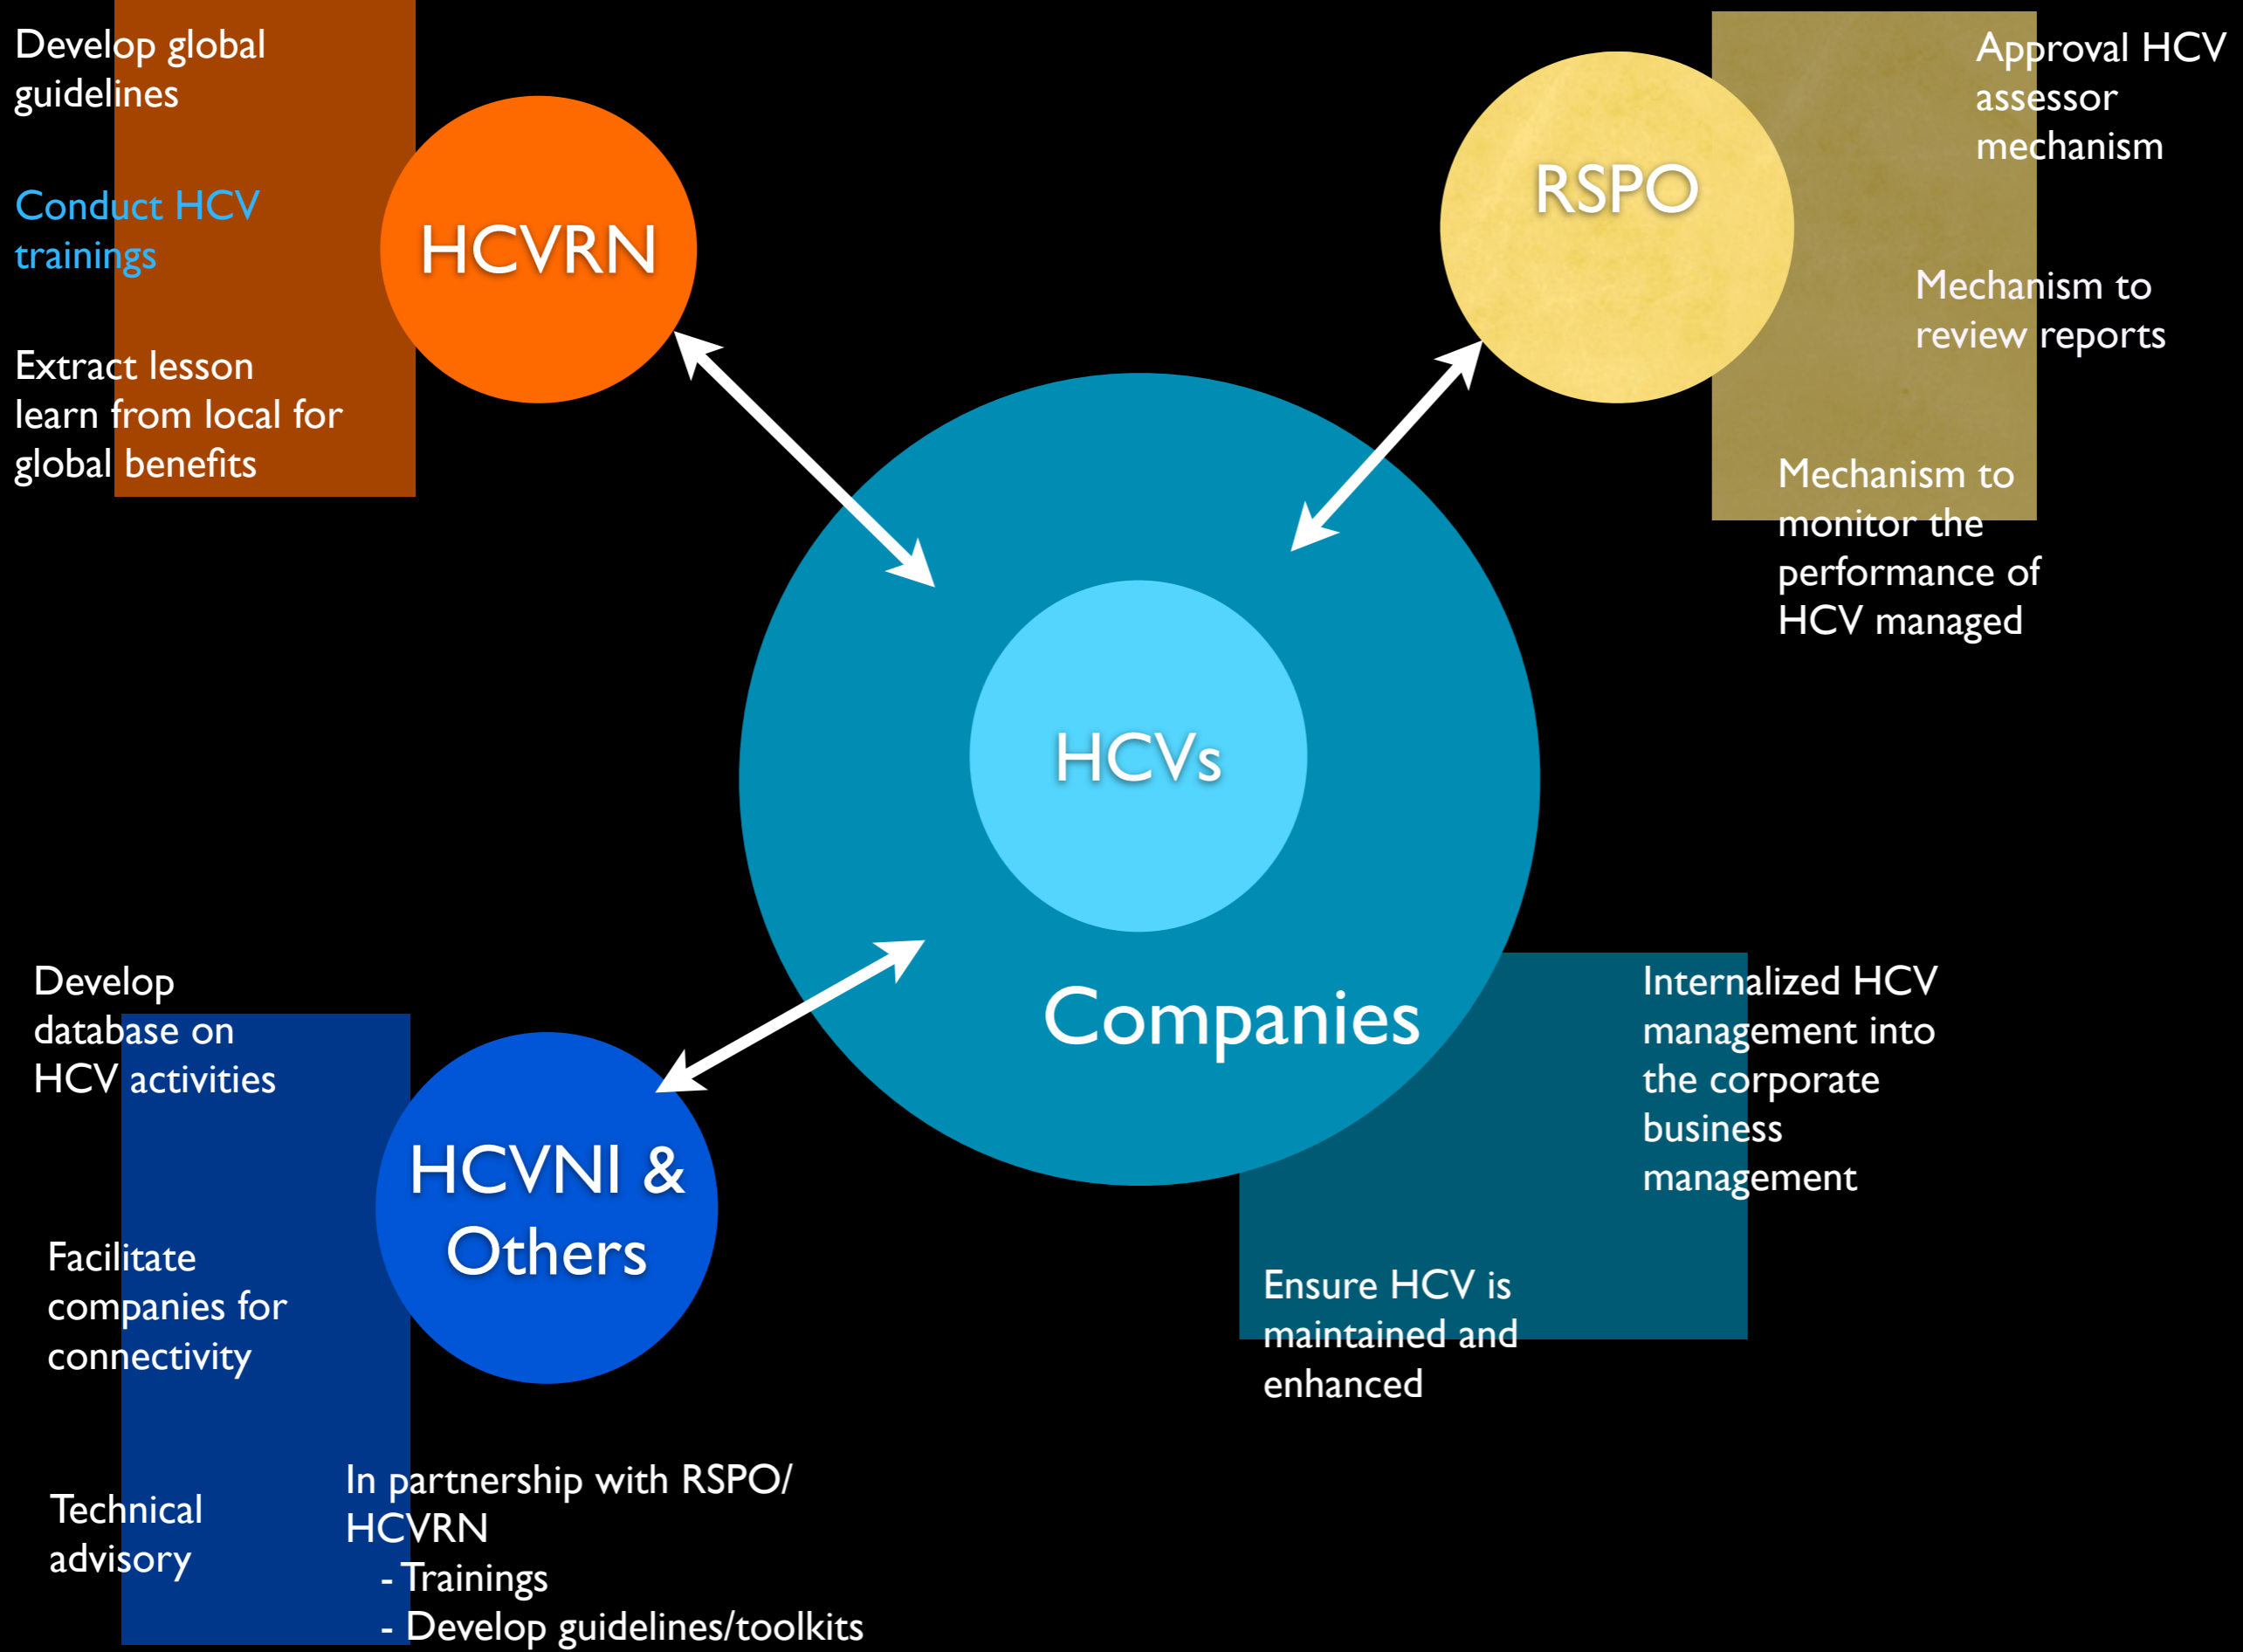 Develop global
guidelines
Conduct HCV
trainings
Extract lesson
learn from local for
global benefits
HCVRN
RSPO
Approval HCV
assessor
mechanism
Mechanism to
review reports
Mechanism to
monitor the
performance of
HCV managed
HCVs
Companies
Develop
database on
HCV activities
Facilitate
companies for
connectivity
Technical
advisory
HCVNI &
Others
In partnership with RSPO/
HCVRN
- Trainings
- Develop guidelines/toolkits
Internalized HCV
management into
the corporate
business
management
Ensure HCV is
maintained and
enhanced